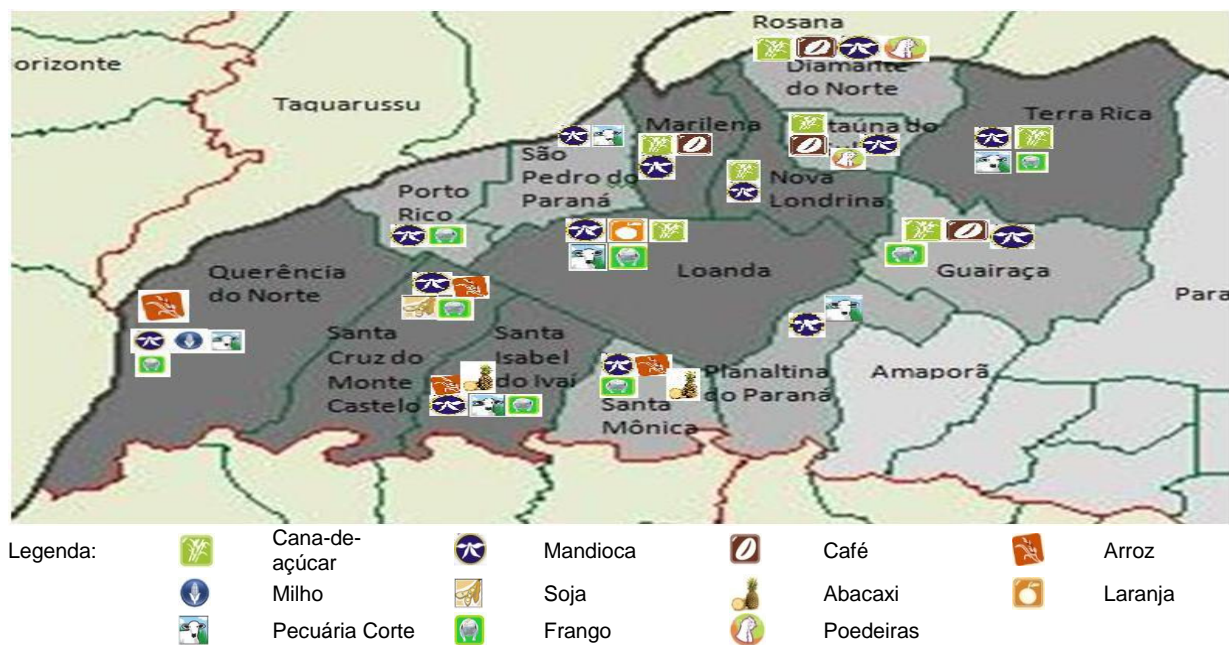 Rosana
orizonte
Diamante
do Norte
Taquarussu
Marilena
taúna do
Terra Rica
São
Pedro do
Paraná
Nova
Londrina
Porto
Rico
Querência
do Norte
Loanda
Guairaça
Para
Santa
Cruz do
Monte
Castelo
Santa
Isabel
do Ivaí
Santa
Mônica
Planaltina
do Paraná
Amaporã
Legenda:
Cana-de-
açúcar
Mandioca
Café
Arroz
Milho
Soja
Abacaxi
Laranja
Pecuária Corte
Frango
Poedeiras